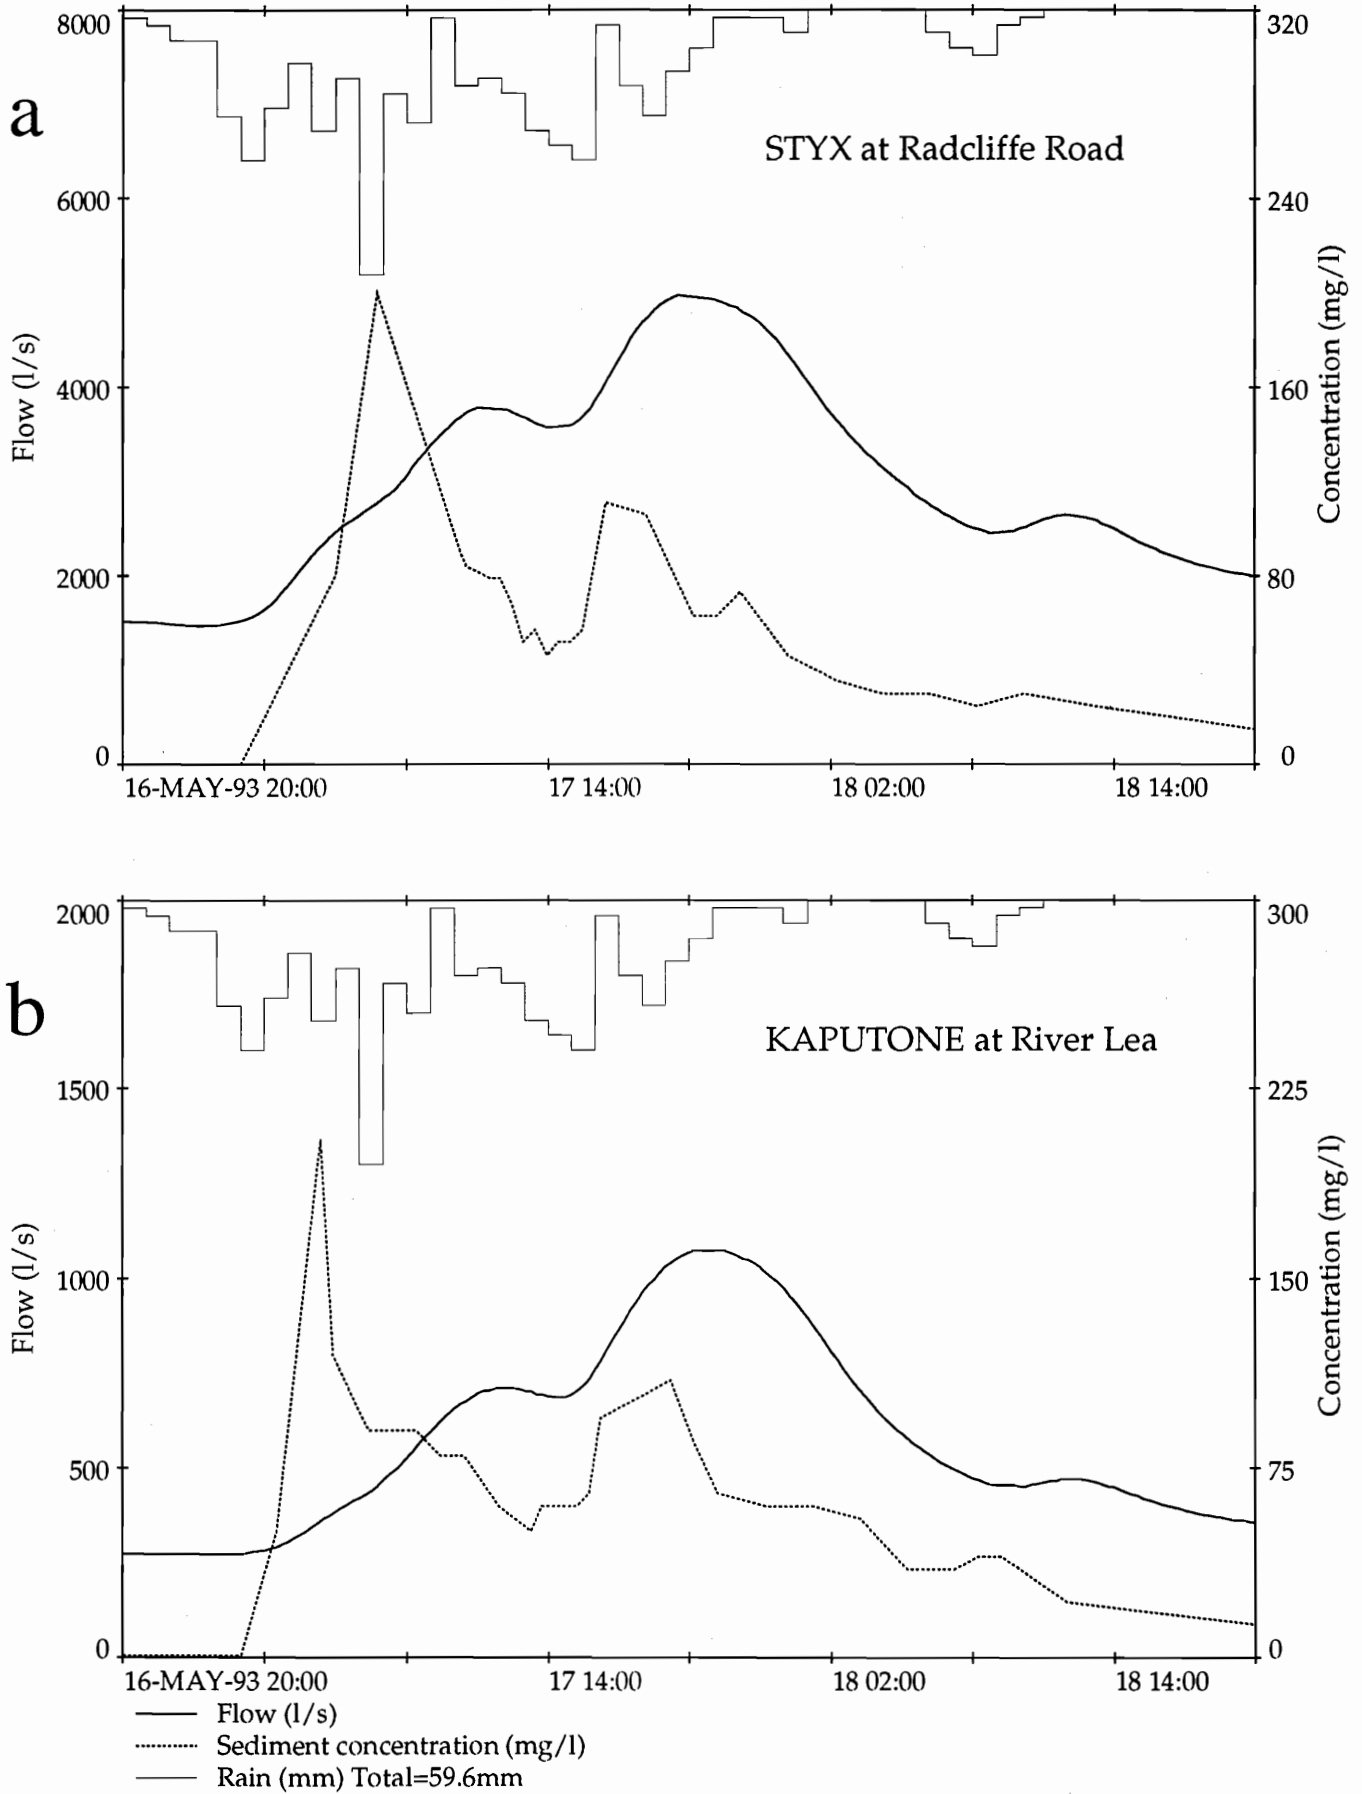 a
STYX at Radcliffe Road
8000
6000
4000
2000
0
Flow (l/s)
320
240
160
80
0
Concentration (mg/l)
16-MAY-93 20:00
17 14:00
18 02:00
18 14:00
b
KAPUTONE at River Lea
2000
1500
1000
500
0
Flow (l/s)
300
225
150
75
0
Concentration (mg/l)
16-MAY-93 20:00
17 14:00
18 02:00
18 14:00
Flow (l/s)
Sediment concentration (mg/l)
Rain (mm) Total=59.6mm